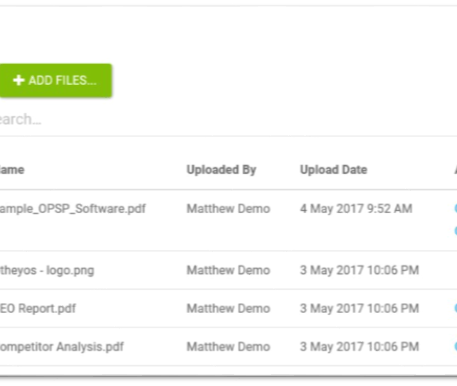 + ADD FILES...
earch...
ame Uploaded By Upload Date
ample_OPSP_Software.pdf Matthew Demo 4 May 2017 9:52 AM
theyos - logo.png Matthew Demo 3 May 2017 10:06 PM
EO Report.pdf Matthew Demo 3 May 2017 10:06 PM
ompetitor Analysis.pdf Matthew Demo 3 May 2017 10:06 PM